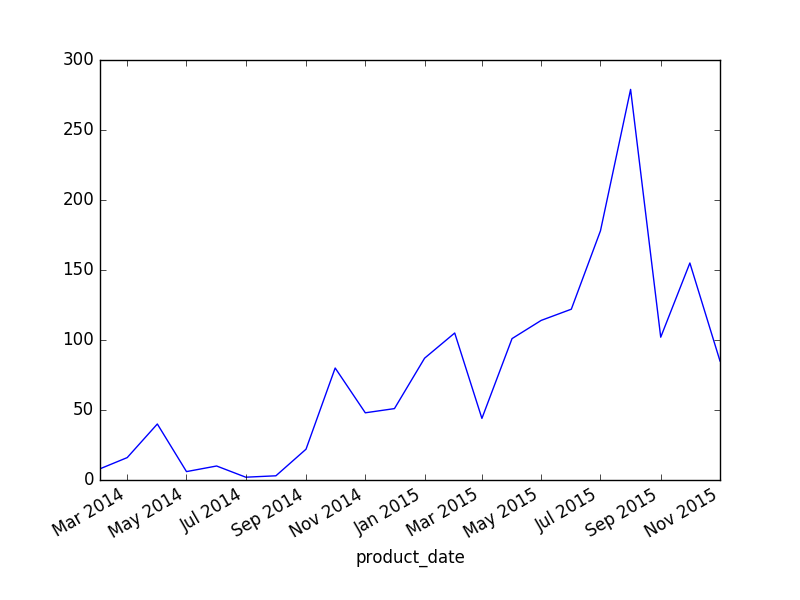 300
250
200
150
100
50
0
Mar 2014
May 2014
Jul 2014
Sep 2014
Nov 2014
Jan 2015
Mar 2015
May 2015
Jul 2015
Sep 2015
Nov 2015
product_date